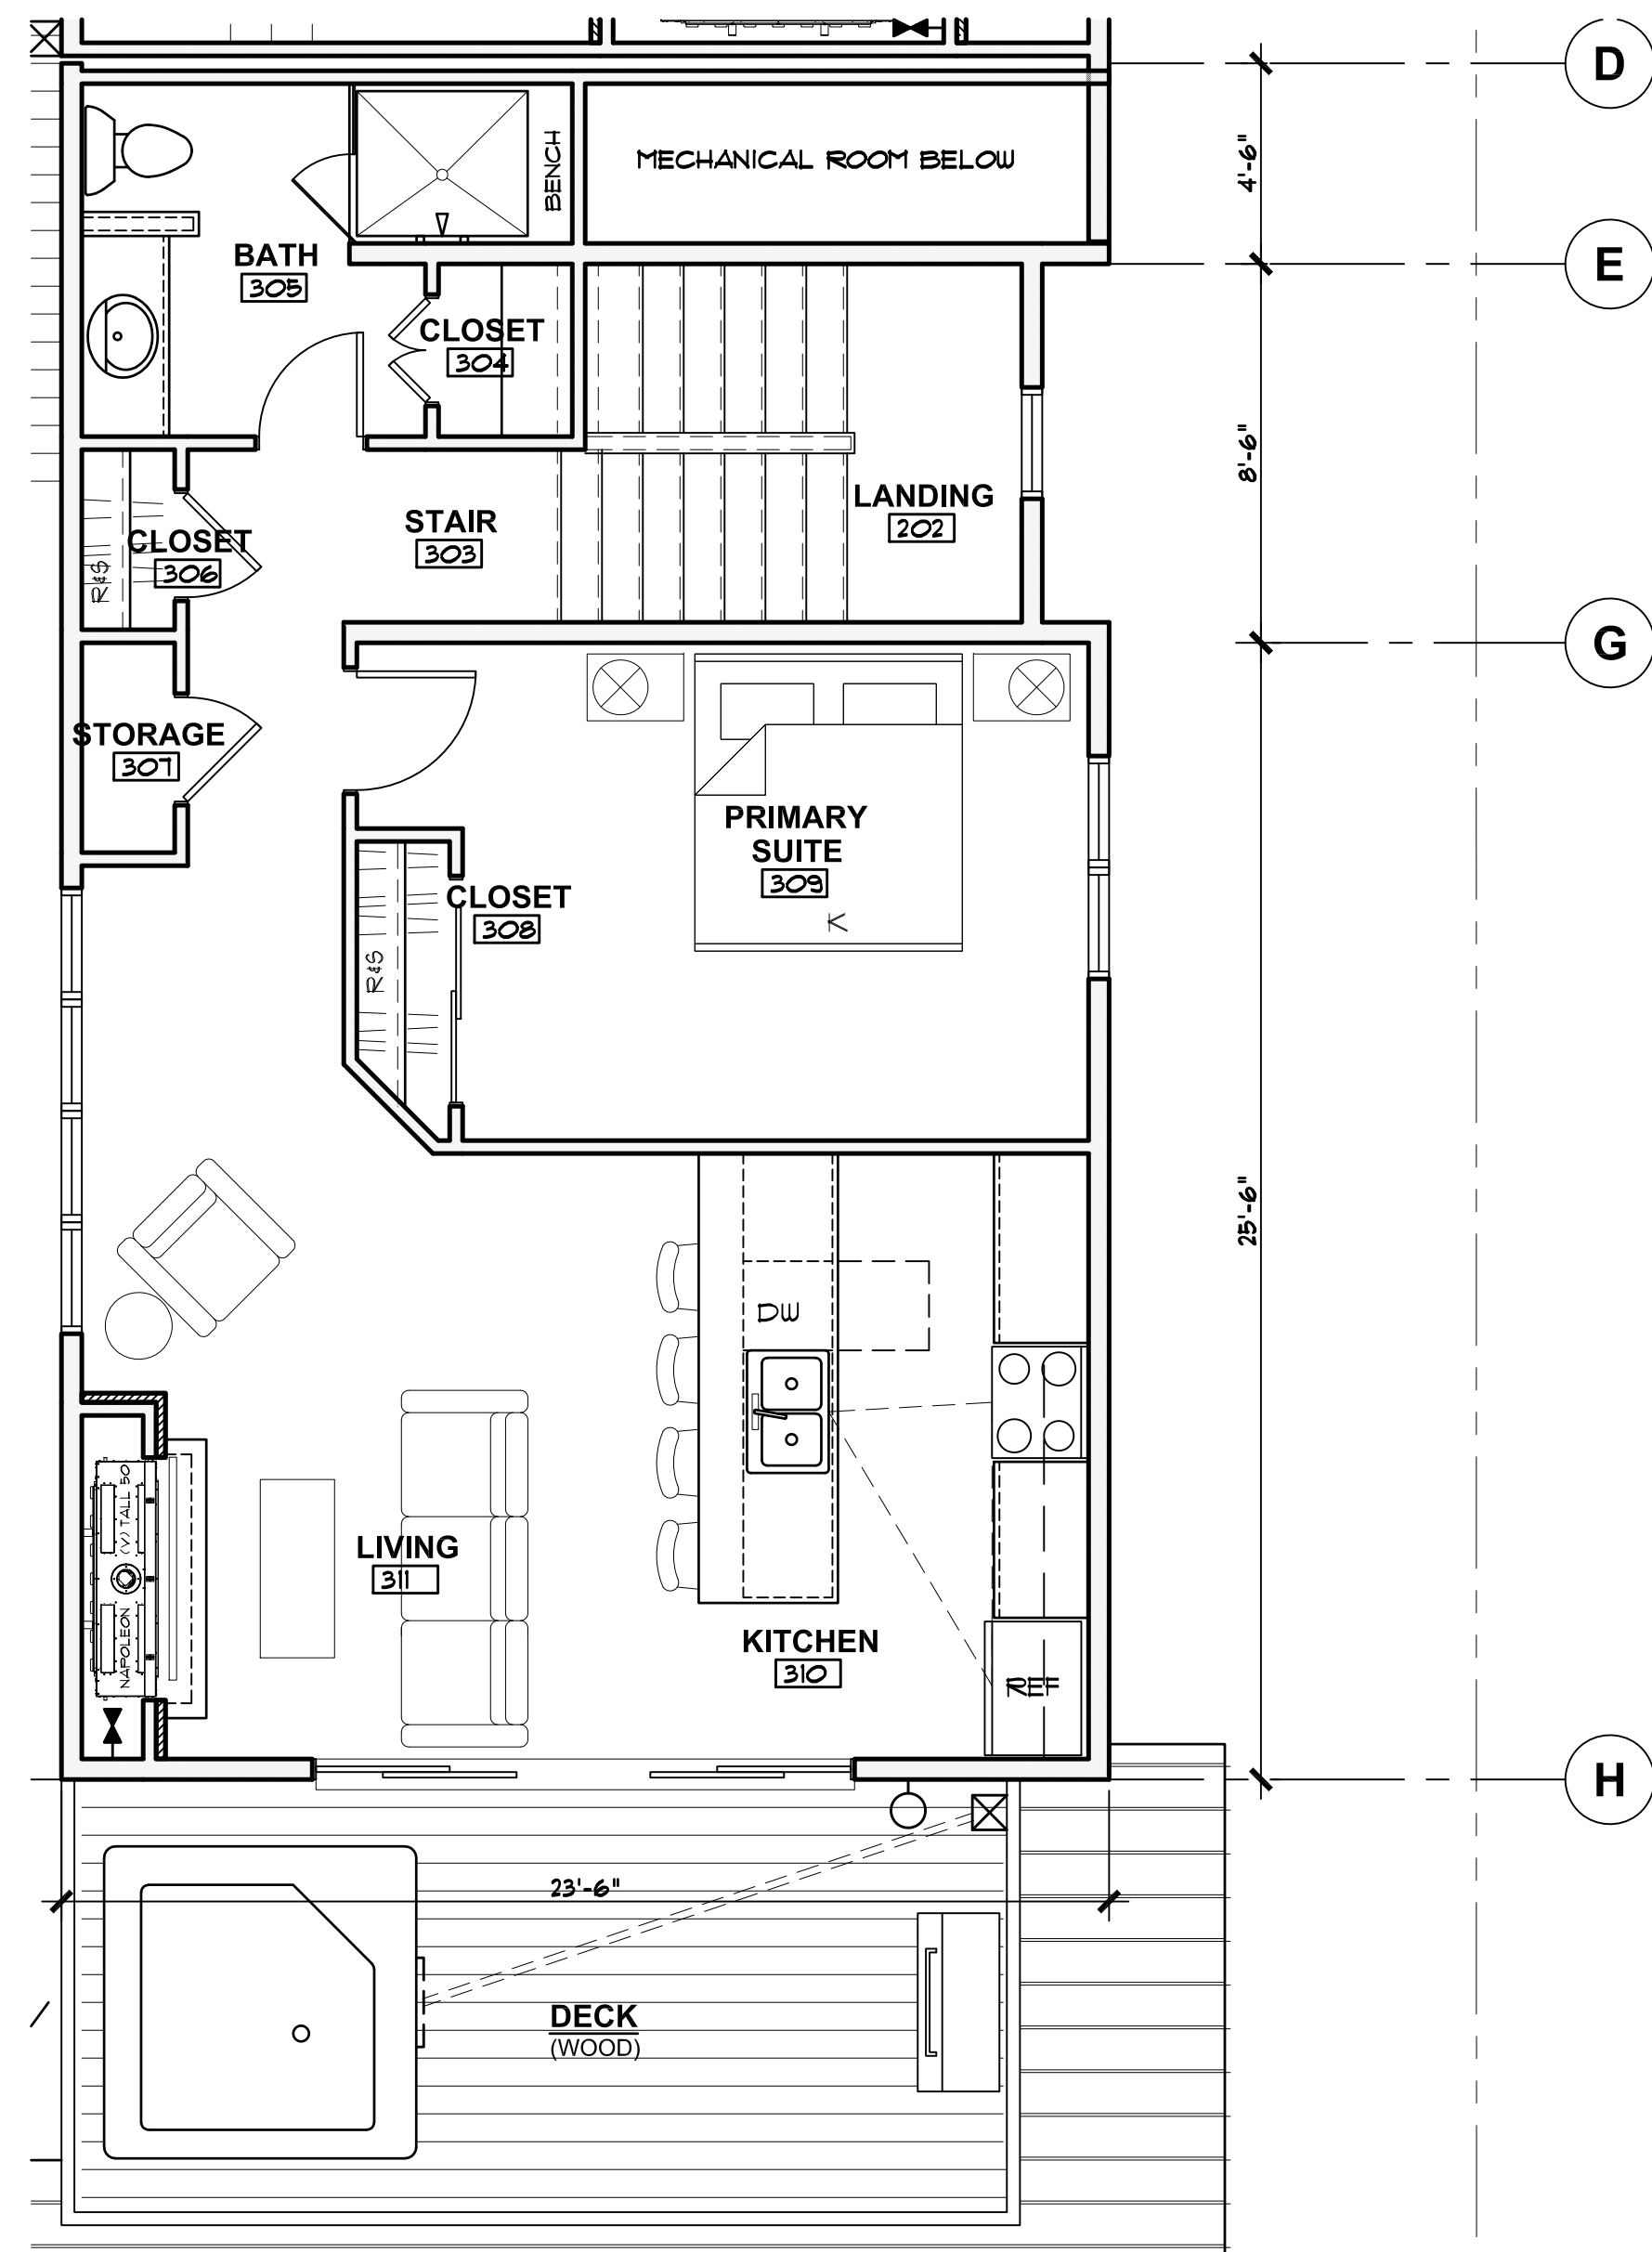 D
4'-6"
BENCH
MECHANICAL ROOM BELOW
BATH
305
E
CLOSET
304
8'-6"
LANDING
202
STAIR
303
CLOSET
306
R&S
G
STORAGE
307
PRIMARY
SUITE
309
K
CLOSET
308
R&S
25'-6"
DW
LIVING
311
NAPOLEON (V) TALL 50
KITCHEN
310
H
23'-6"
DECK
(WOOD)